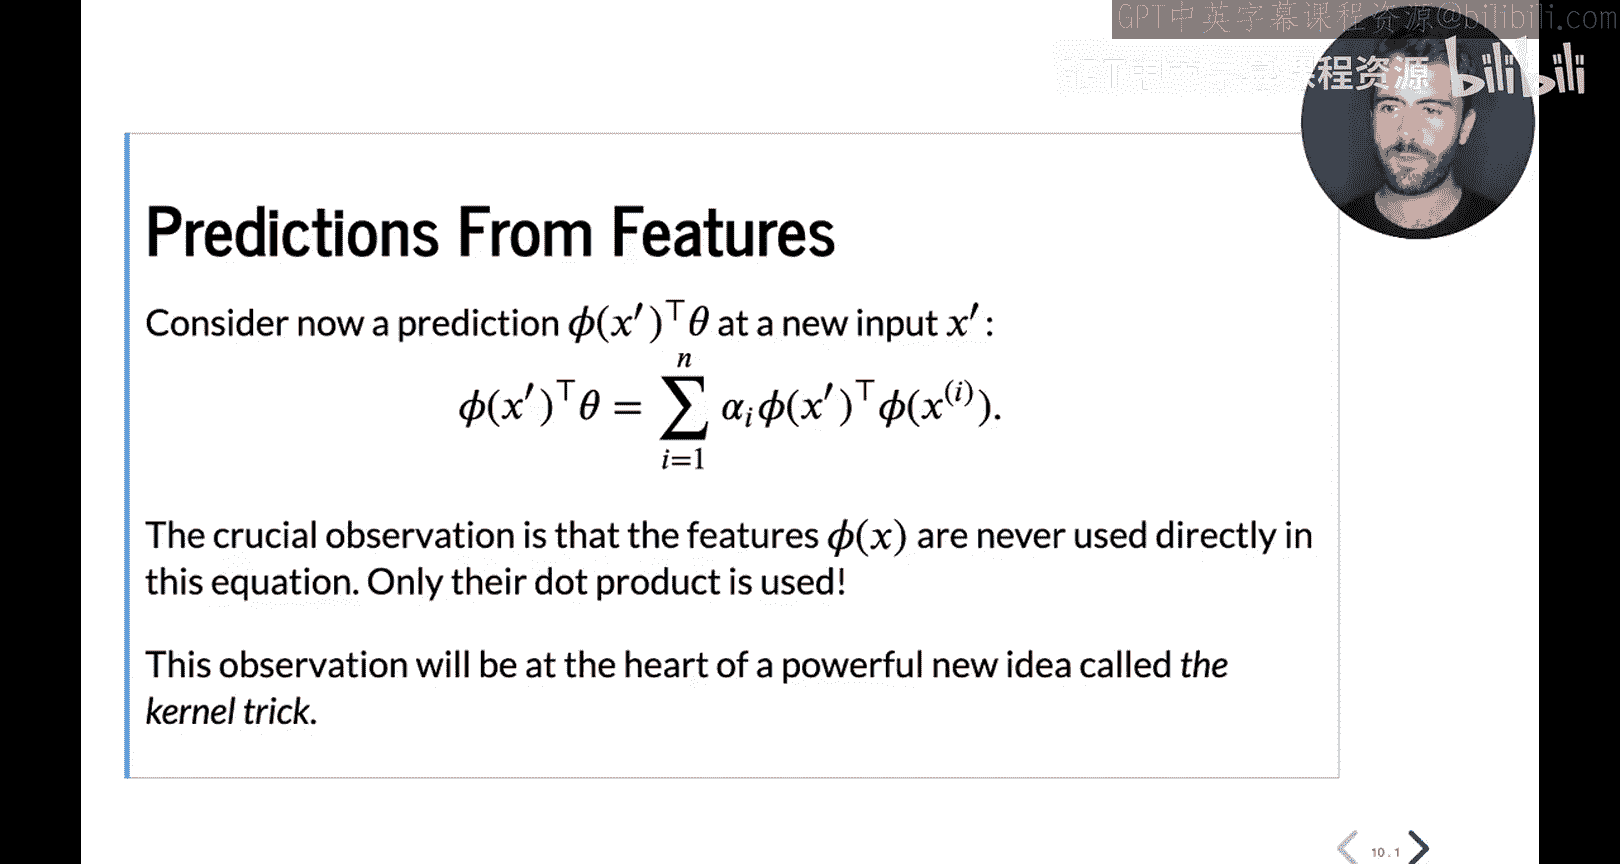 GPT中英字幕课程资源@bilibili.com
课程资源 bilibili
Predictions From Features
Consider now a prediction ϕ(x′)⊤θ at a new input x′:
ϕ(x′)⊤θ = ∑ⁿᵢ₌₁ αᵢϕ(x′)⊤ϕ(x⁽ⁱ⁾).
The crucial observation is that the features ϕ(x) are never used directly in
this equation. Only their dot product is used!
This observation will be at the heart of a powerful new idea called the
kernel trick.
10.1